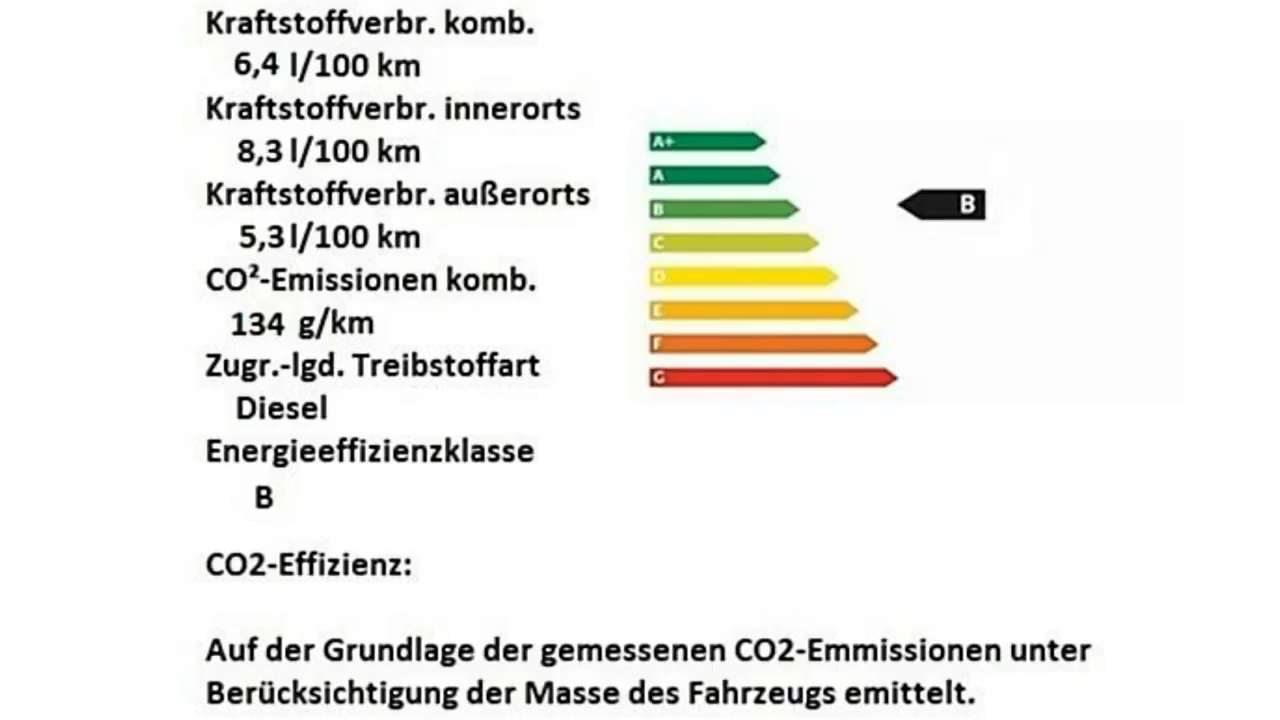 Kraftstoffverbr. komb.
6,4 l/100 km
Kraftstoffverbr. innerorts
8,3 l/100 km
Kraftstoffverbr. außerorts
5,3 l/100 km
CO²-Emissionen komb.
134 g/km
Zugr.-lgd. Treibstoffart
Diesel
Energieeffizienzklasse
B
A+
A
B
B
C
D
E
F
G
CO2-Effizienz:
Auf der Grundlage der gemessenen CO2-Emmissionen unter
Berücksichtigung der Masse des Fahrzeugs emittelt.